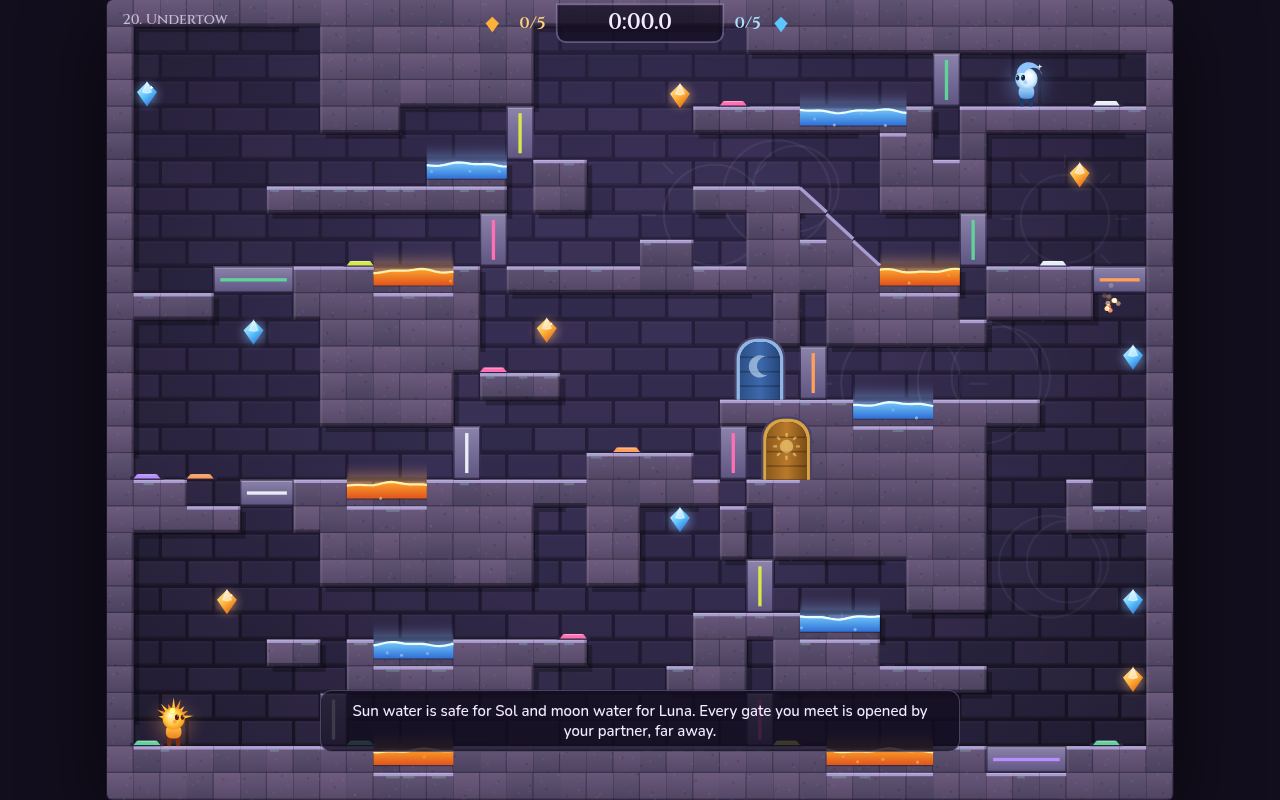 20. Undertow
0/5
0:00.0
0/5
Sun water is safe for Sol and moon water for Luna. Every gate you meet is opened by
your partner, far away.